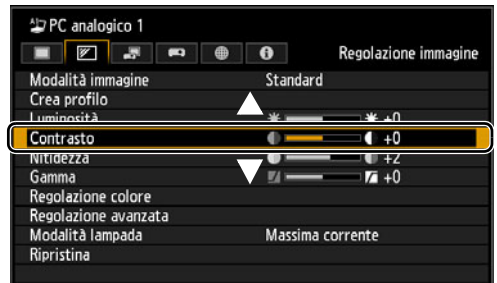 PC analogico 1
Regolazione immagine
Modalità immagine Standard
Crea profilo
Luminosità +0
Contrasto +0
Nitidezza +2
Gamma +0
Regolazione colore
Regolazione avanzata
Modalità lampada Massima corrente
Ripristina